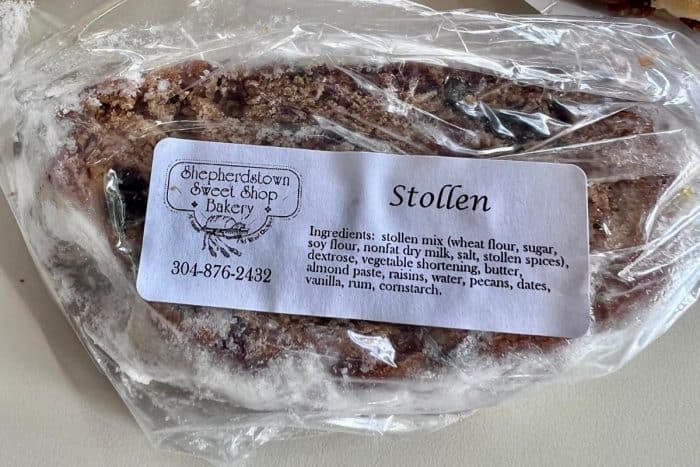 Shepherdstown
Sweet Shop
Bakery
304-876-2432
Stollen
Ingredients: stollen mix (wheat flour, sugar,
soy flour, nonfat dry milk, salt, stollen spices),
dextrose, vegetable shortening, butter,
almond paste, raisins, water, pecans, dates,
vanilla, rum, cornstarch.